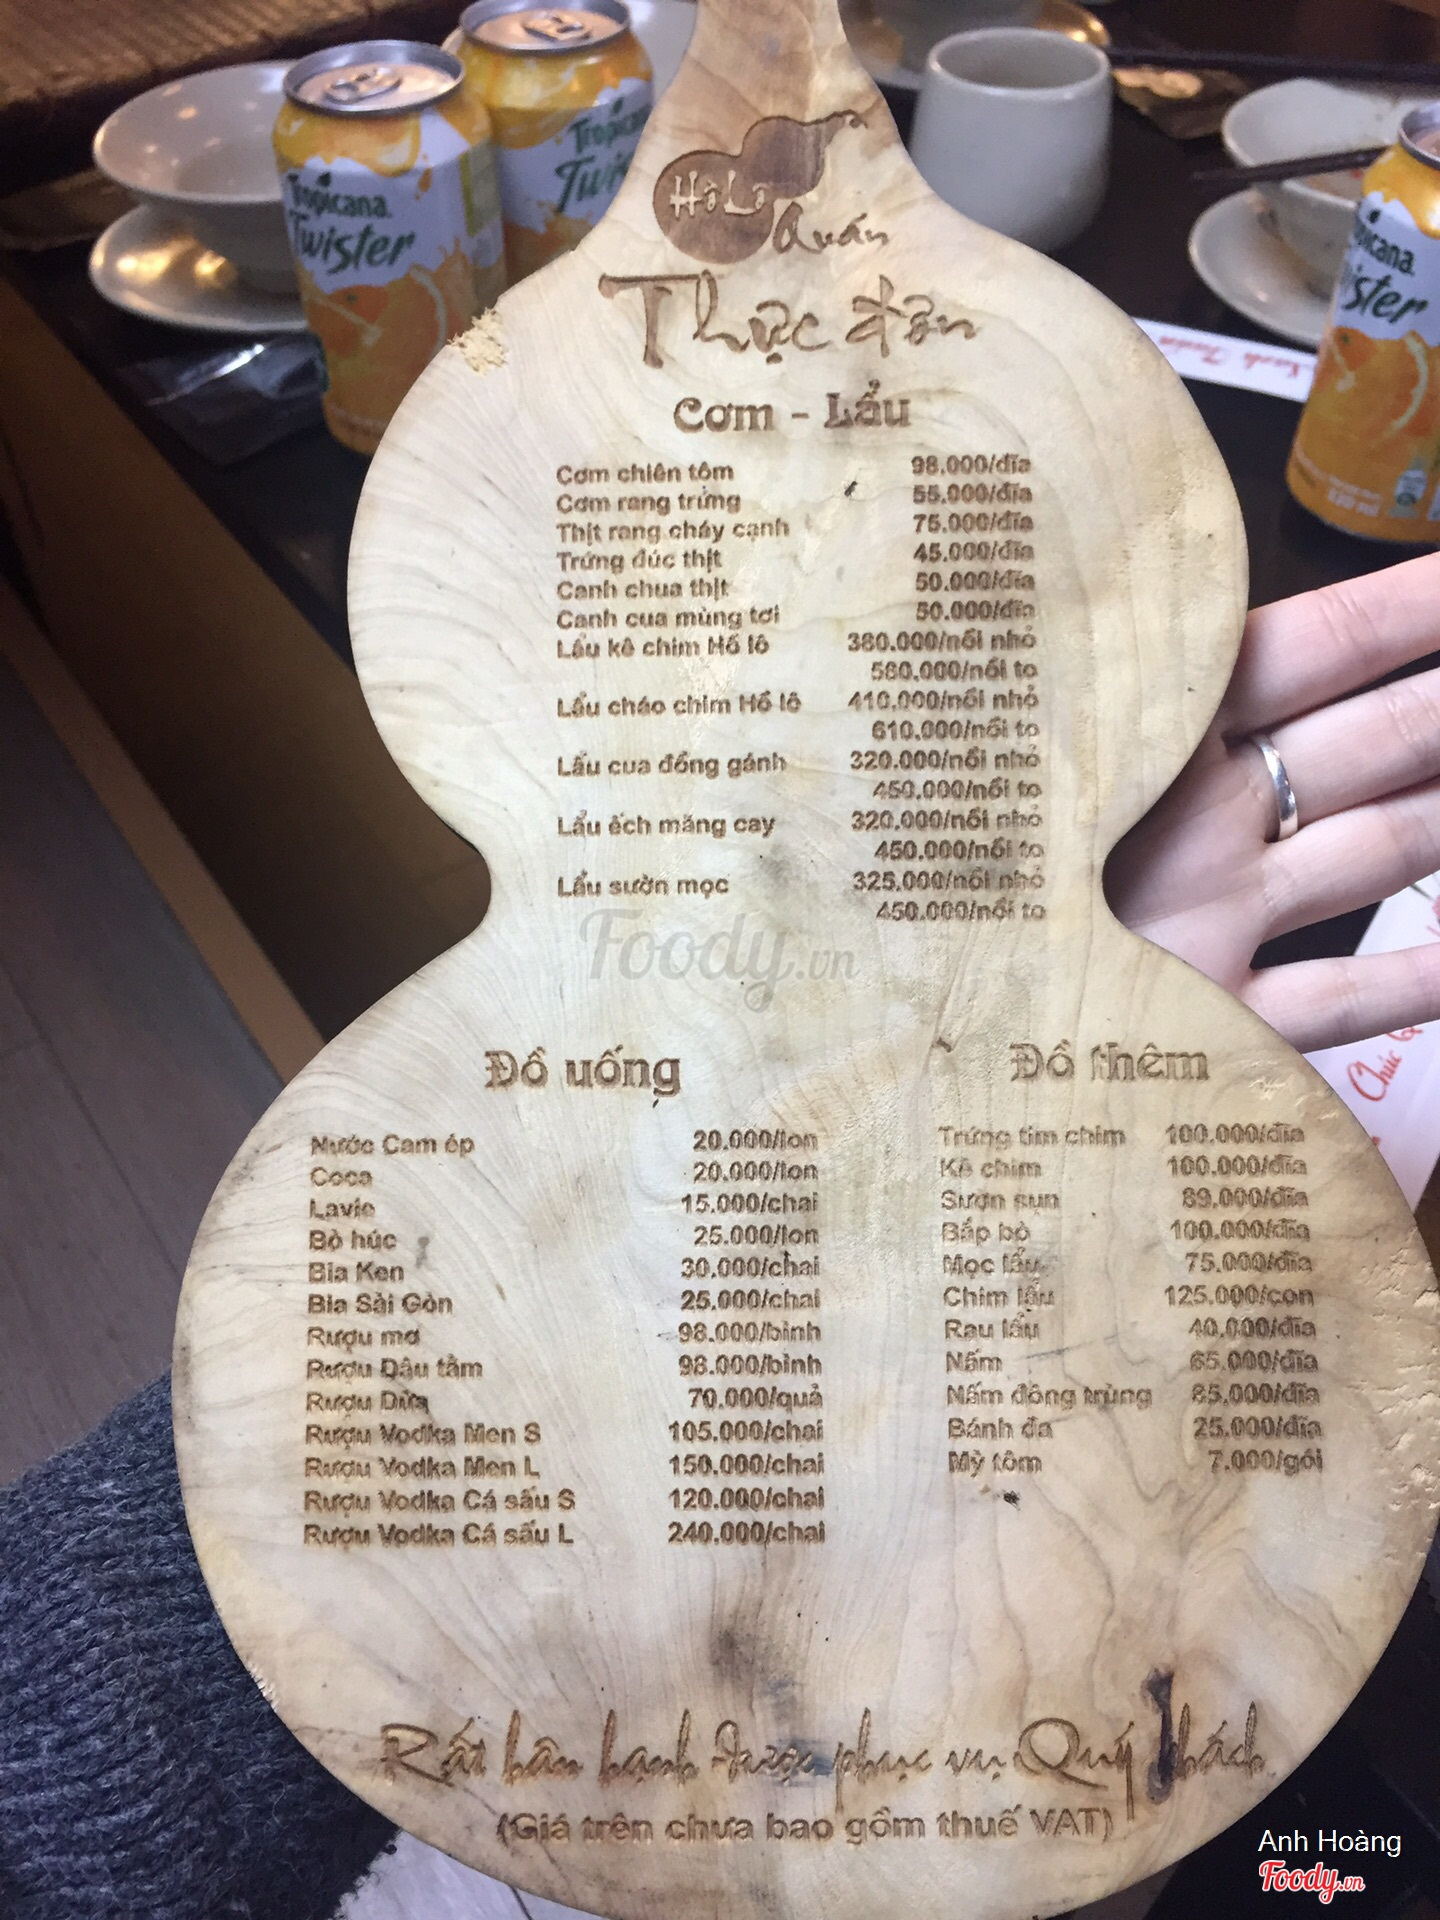 Tropicana
Twister
Tropicana
Twister
Tropicana
Twister
Hồ Lô
Quán
Thực đơn
Cơm - Lẩu
Cơm chiên tôm 98.000/đĩa
Cơm rang trứng 55.000/đĩa
Thịt rang cháy cạnh 75.000/đĩa
Trứng đúc thịt 45.000/đĩa
Canh chua thịt 50.000/đĩa
Canh cua mùng tơi 50.000/đĩa
Lẩu kê chim Hồ lô 380.000/nồi nhỏ
580.000/nồi to
Lẩu cháo chim Hồ lô 410.000/nồi nhỏ
610.000/nồi to
Lẩu cua đồng gánh 320.000/nồi nhỏ
450.000/nồi to
Lẩu ếch măng cay 320.000/nồi nhỏ
450.000/nồi to
Lẩu sườn mọc 325.000/nồi nhỏ
450.000/nồi to
Foody.vn
Đồ uống
Nước Cam ép 20.000/lon
Coca 20.000/lon
Lavie 15.000/chai
Bò húc 25.000/lon
Bia Ken 30.000/chai
Bia Sài Gòn 25.000/chai
Rượu mơ 98.000/bình
Rượu Dâu tằm 98.000/bình
Rượu Dừa 70.000/quả
Rượu Vodka Men S 105.000/chai
Rượu Vodka Men L 150.000/chai
Rượu Vodka Cá sấu S 120.000/chai
Rượu Vodka Cá sấu L 240.000/chai
Đồ thêm
Trứng tim chim 100.000/đĩa
Kê chim 100.000/đĩa
Sườn sụn 89.000/đĩa
Bắp bò 100.000/đĩa
Mọc lẩu 75.000/đĩa
Chim lẩu 125.000/con
Rau lẩu 40.000/đĩa
Nấm 65.000/đĩa
Nấm đông trùng 85.000/đĩa
Bánh đa 25.000/đĩa
Mỳ tôm 7.000/gói
Chúc
Rất hân hạnh được phục vụ Quý khách
(Giá trên chưa bao gồm thuế VAT)
Anh Hoàng
Foody.vn